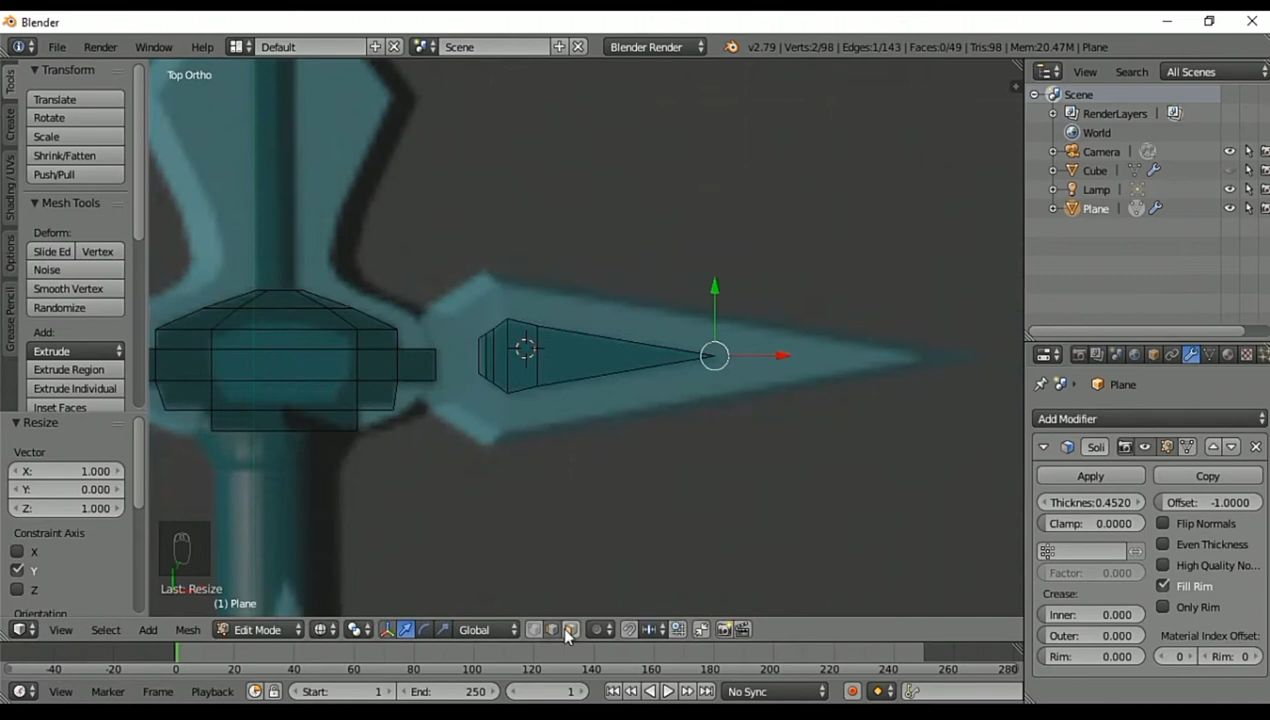 Blender
File Render Window Help Default Scene Blender Render v2.79 | Verts:2/98 | Edges:1/143 | Faces:0/49 | Tris:98 | Mem:20.47M | Plane
Tools
Create
Shading / UVs
Options
Grease Pencil
Transform
Translate
Rotate
Scale
Shrink/Fatten
Push/Pull
Mesh Tools
Deform:
Slide Ed Vertex
Noise
Smooth Vertex
Randomize
Add:
Extrude
Extrude Region
Extrude Individual
Inset Faces
Resize
Vector
X: 1.000
Y: 0.000
Z: 1.000
Constraint Axis
X
Y
Z
Orientation
Top Ortho
Last: Resize
(1) Plane
View Select Add Mesh Edit Mode Global
View Search All Scenes
Scene
RenderLayers
World
Camera
Cube
Lamp
Plane
Plane
Add Modifier
Soli
Apply Copy
Thicknes:0.4520 Offset: -1.0000
Clamp: 0.0000 Flip Normals
Even Thickness
High Quality No...
Factor: 0.000 Fill Rim
Crease: Only Rim
Inner: 0.000
Outer: 0.000 Material Index Offset:
Rim: 0.000 0 Rim: 0
-40 -20 0 20 40 60 80 100 120 140 160 180 200 220 240 260 280
View Marker Frame Playback Start: 1 End: 250 1 No Sync